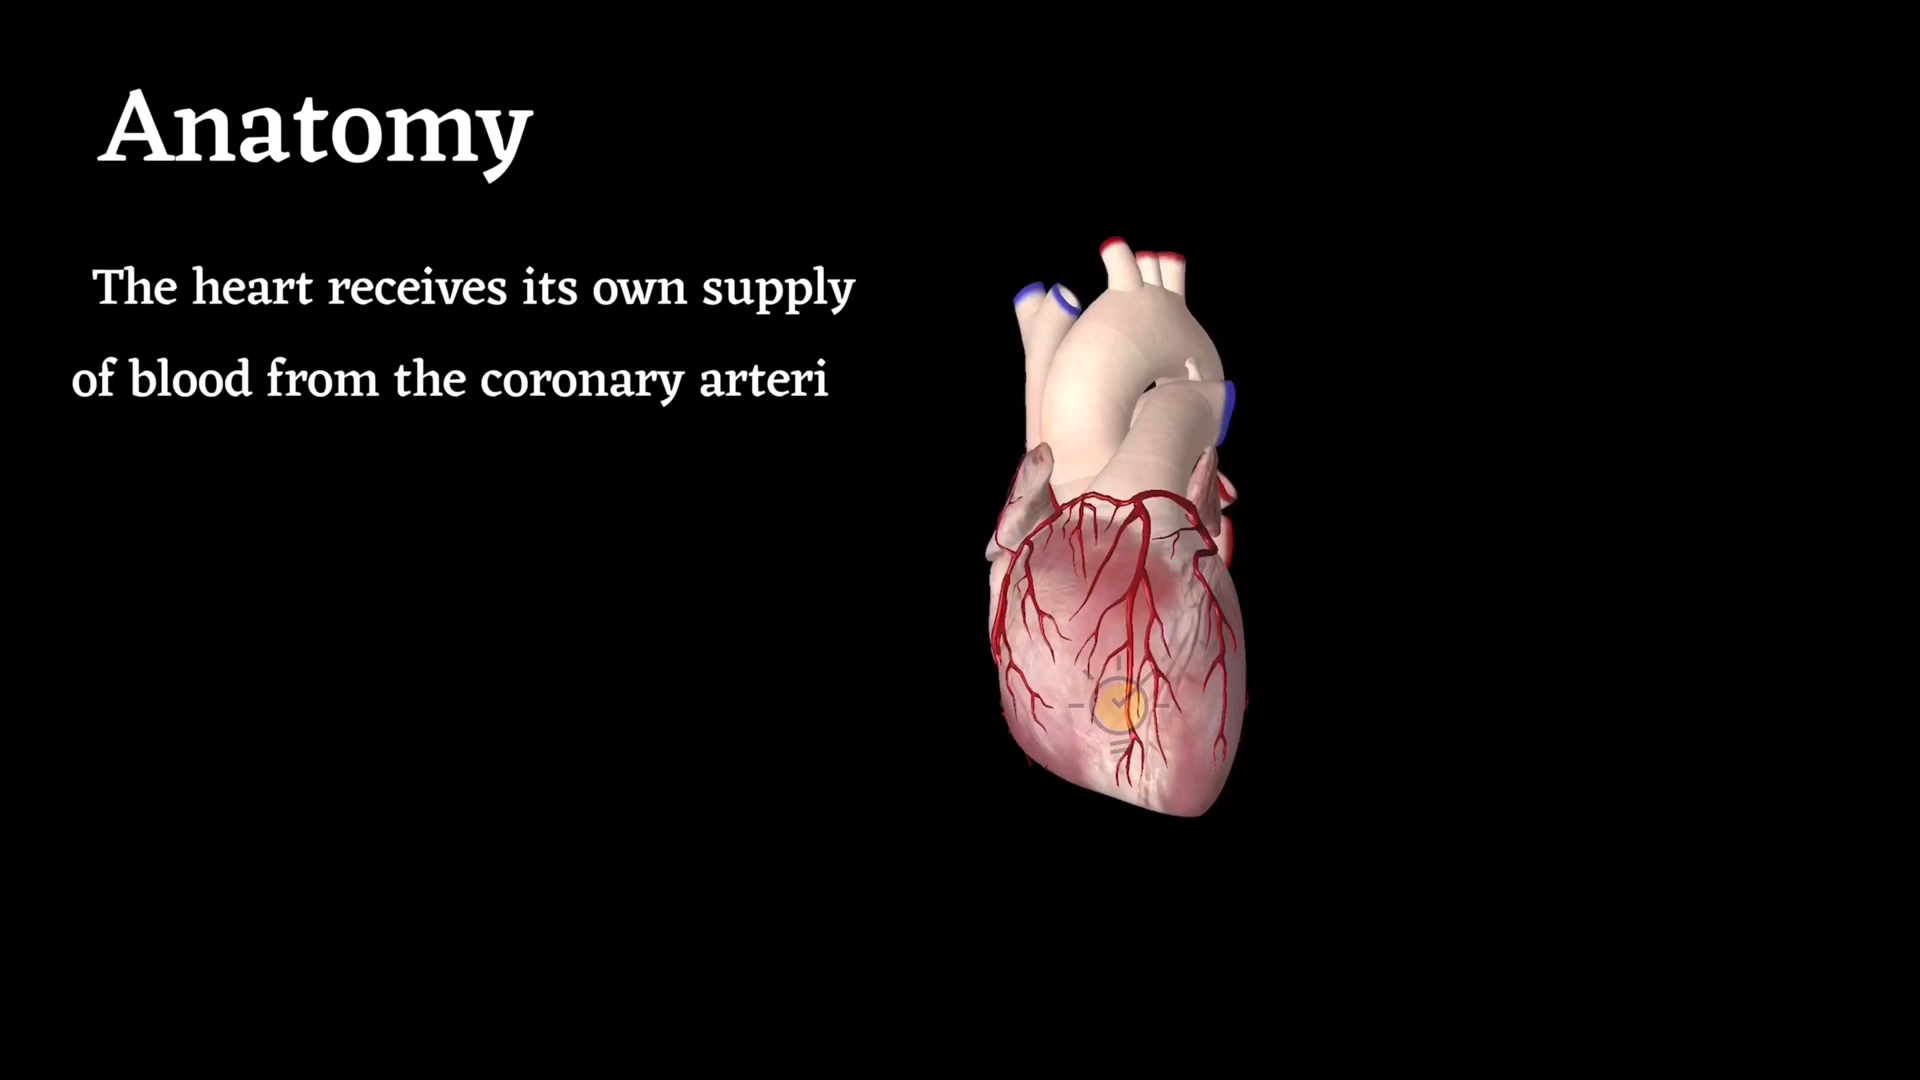 Anatomy
The heart receives its own supply
of blood from the coronary arteri